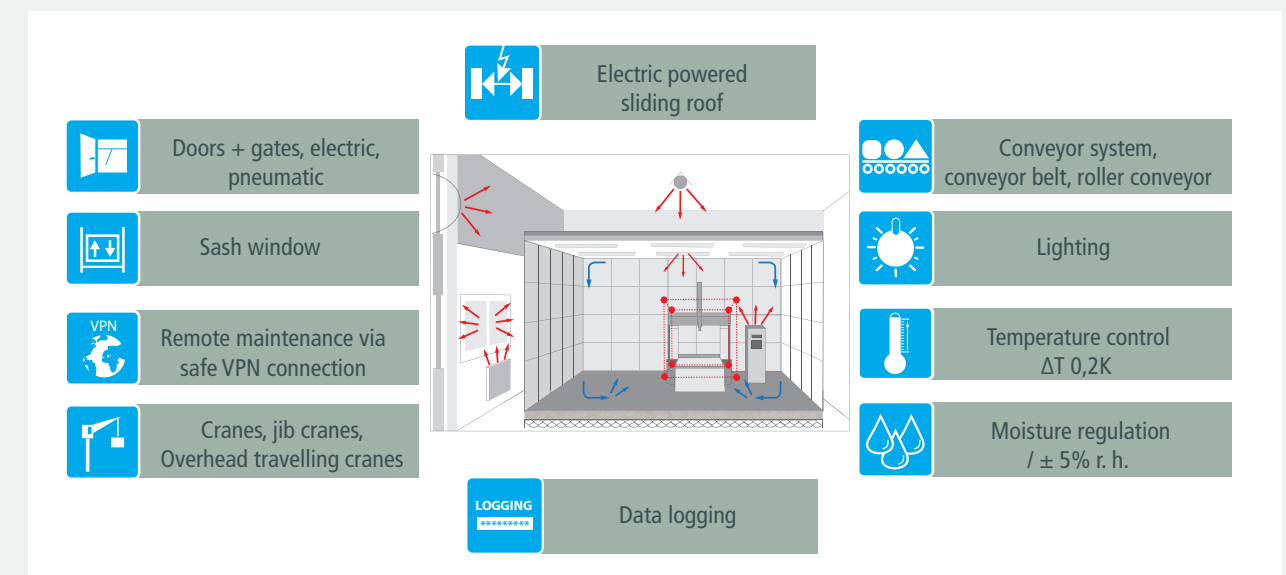 Electric powered
sliding roof
Doors + gates, electric,
pneumatic
Sash window
VPN
Remote maintenance via
safe VPN connection
Cranes, jib cranes,
Overhead travelling cranes
Conveyor system,
conveyor belt, roller conveyor
Lighting
Temperature control
ΔT 0,2K
Moisture regulation
/ ± 5% r. h.
LOGGING
*********
Data logging